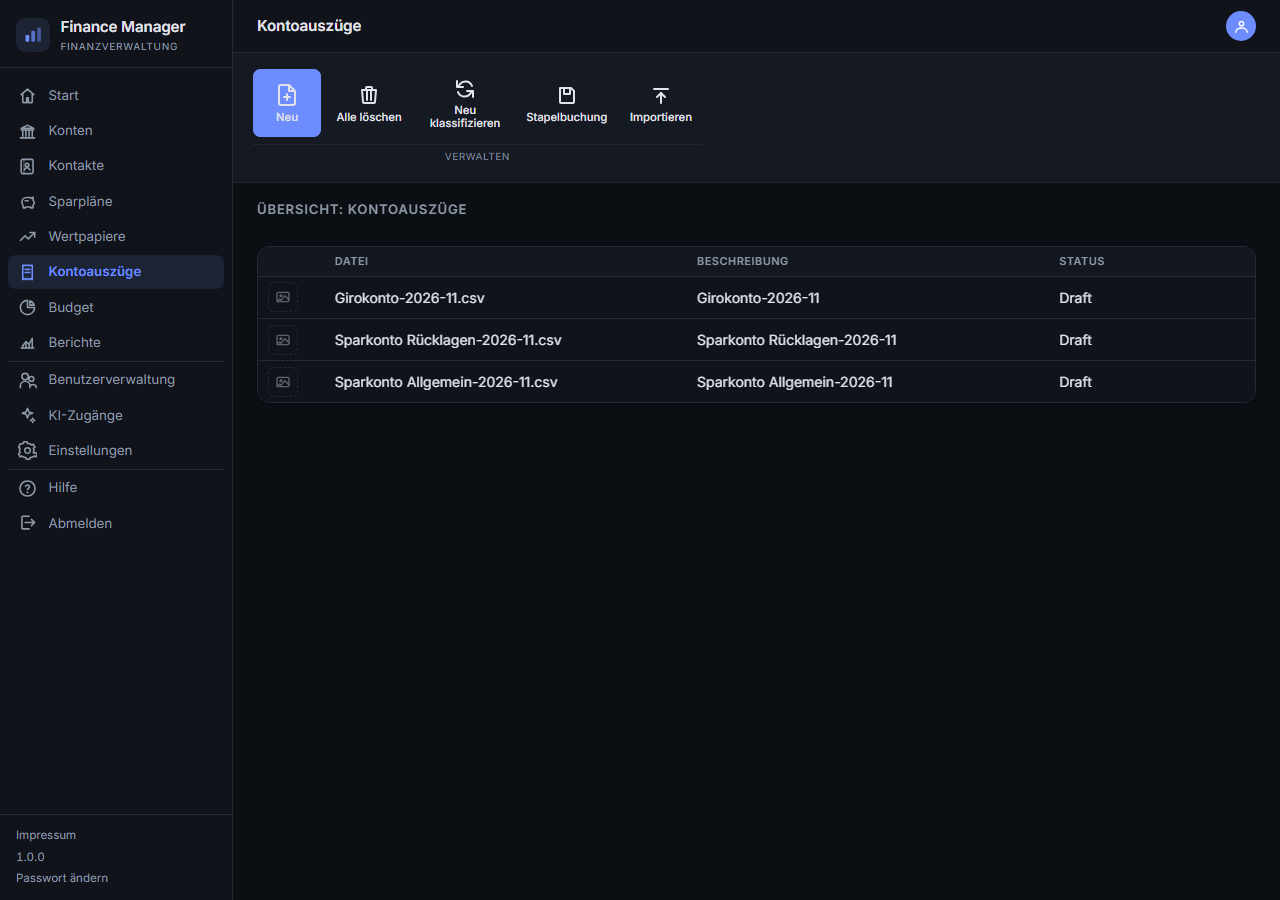 Finance Manager
FINANZVERWALTUNG
Start
Konten
Kontakte
Sparpläne
Wertpapiere
Kontoauszüge
Budget
Berichte
Benutzerverwaltung
KI-Zugänge
Einstellungen
Hilfe
Abmelden
Impressum
1.0.0
Passwort ändern
Kontoauszüge
Neu
Alle löschen
Neu
klassifizieren
Stapelbuchung
Importieren
VERWALTEN
ÜBERSICHT: KONTOAUSZÜGE
DATEI BESCHREIBUNG STATUS
Girokonto-2026-11.csv Girokonto-2026-11 Draft
Sparkonto Rücklagen-2026-11.csv Sparkonto Rücklagen-2026-11 Draft
Sparkonto Allgemein-2026-11.csv Sparkonto Allgemein-2026-11 Draft